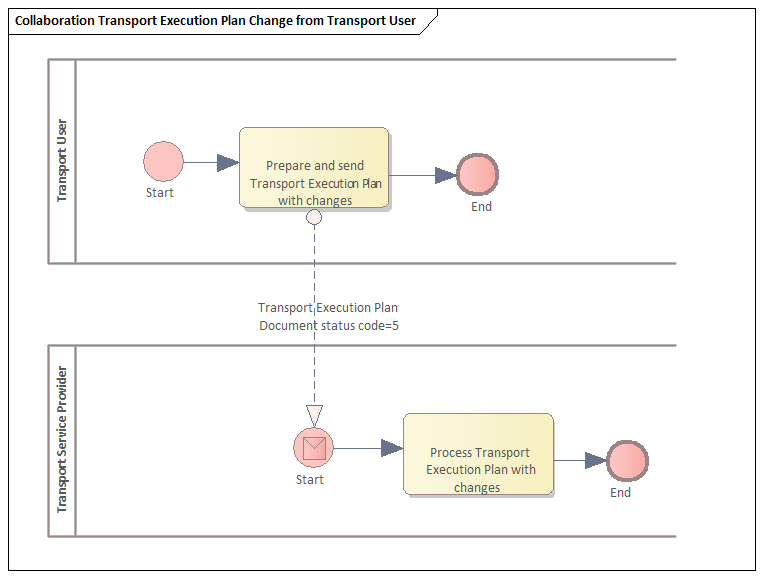 Collaboration Transport Execution Plan Change from Transport User
Transport User
Start
Prepare and send
Transport Execution Plan
with changes
End
Transport Execution Plan
Document status code=5
Transport Service Provider
Start
Process Transport
Execution Plan with
changes
End